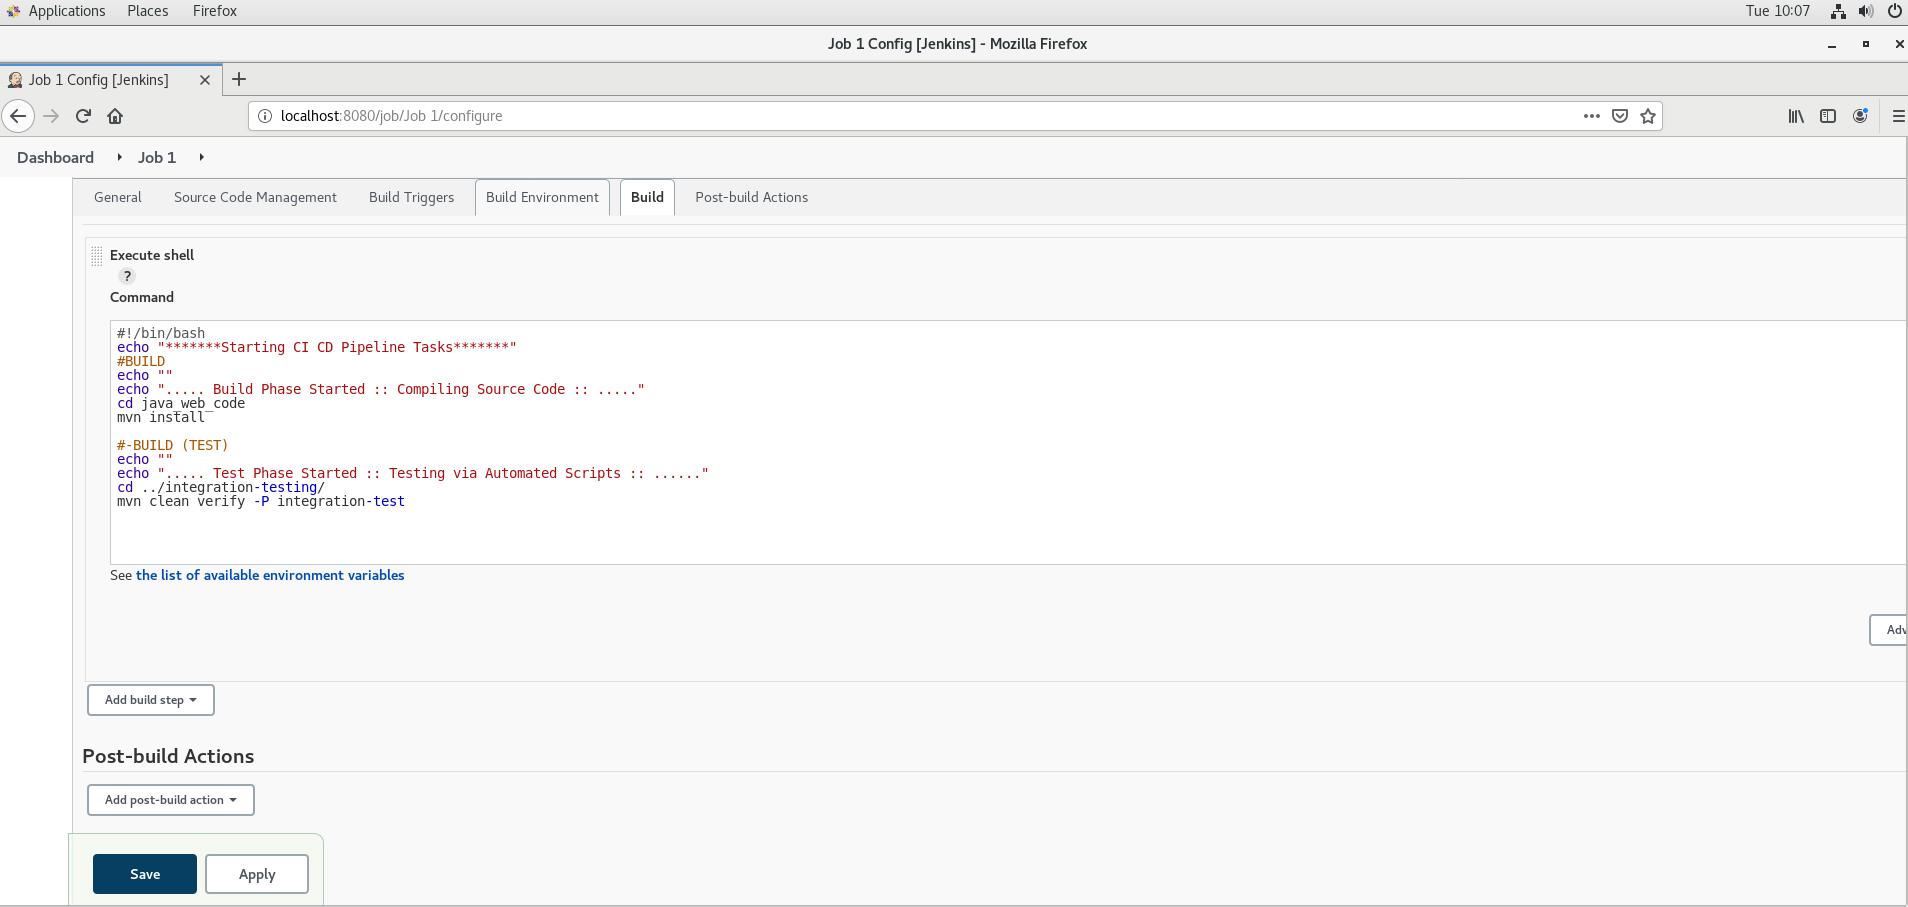 Applications Places Firefox Tue 10:07
Job 1 Config [Jenkins] - Mozilla Firefox
Job 1 Config [Jenkins]
localhost:8080/job/Job 1/configure
Dashboard Job 1
General Source Code Management Build Triggers Build Environment Build Post-build Actions
Execute shell
?
Command
#!/bin/bash
echo "*******Starting CI CD Pipeline Tasks*******"
#BUILD
echo ""
echo "..... Build Phase Started :: Compiling Source Code :: ....."
cd java_web_code
mvn install
#-BUILD (TEST)
echo ""
echo "..... Test Phase Started :: Testing via Automated Scripts :: ......"
cd ../integration-testing/
mvn clean verify -P integration-test
See the list of available environment variables
Adv
Add build step
Post-build Actions
Add post-build action
Save Apply